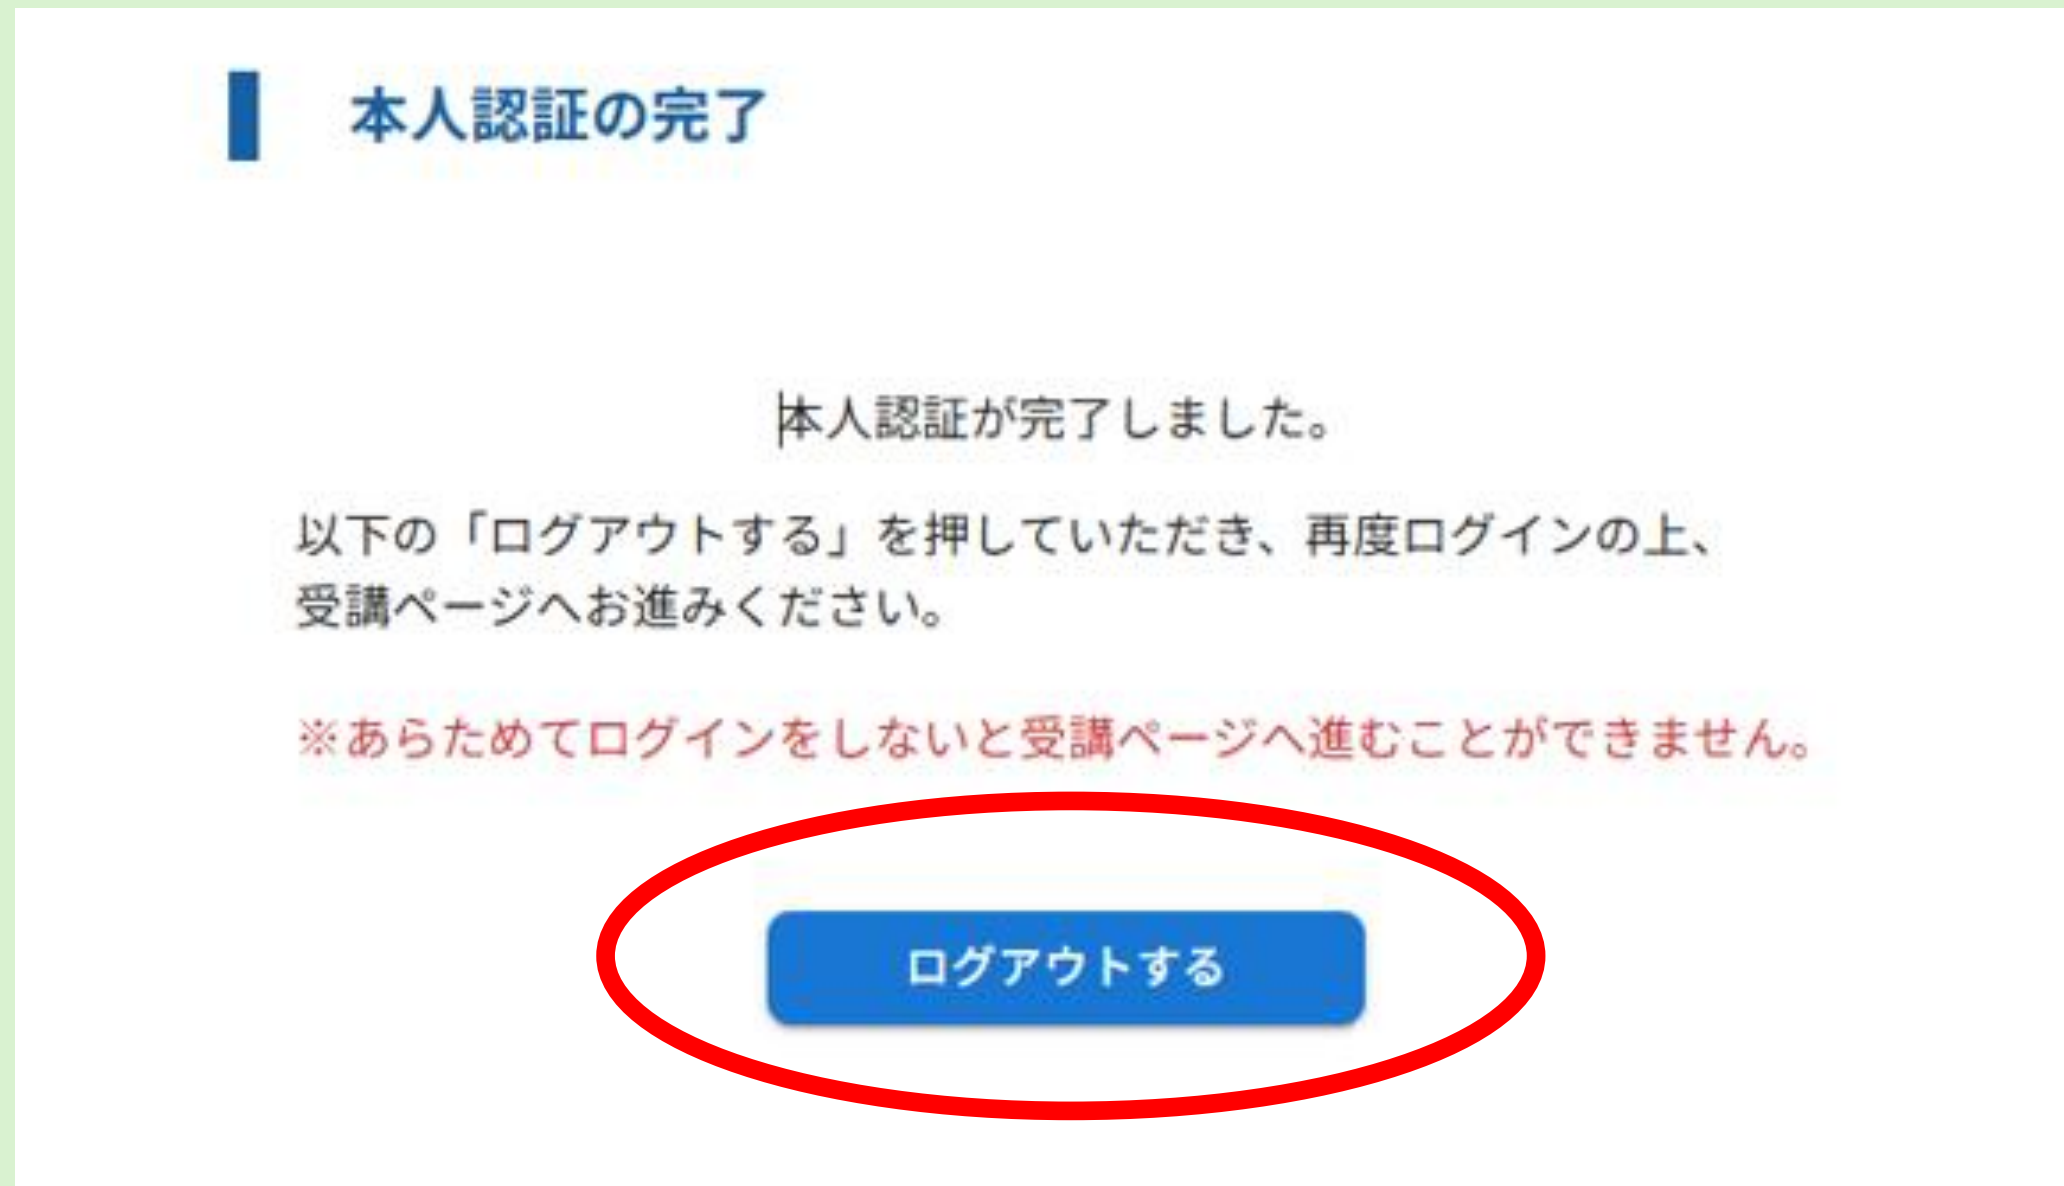 本人認証の完了
本人認証が完了しました。
以下の「ログアウトする」を押していただき、再度ログインの上、
受講ページへお進みください。
※あらためてログインをしないと受講ページへ進むことができません。
ログアウトする